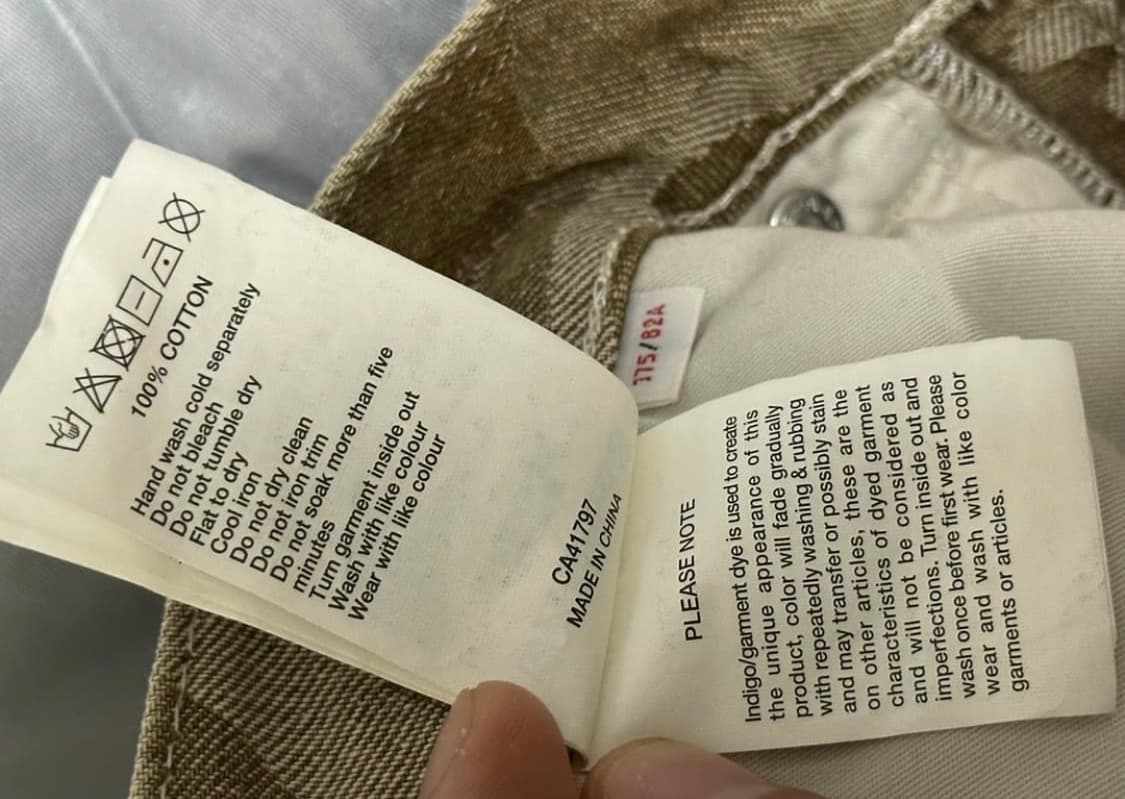 100% COTTON
Hand wash cold separately
Do not bleach
Do not tumble dry
Flat to dry
Cool iron
Do not dry clean
Do not iron trim
Do not soak more than five
minutes
Turn garment inside out
Wash with like colour
Wear with like colour
CA41797
MADE IN CHINA
175/82A
PLEASE NOTE
Indigo/garment dye is used to create
the unique appearance of this
product, color will fade gradually
with repeatedly washing & rubbing
and may transfer or possibly stain
on other articles, these are the
characteristics of dyed garment
and will not be considered as
imperfections. Turn inside out and
wash once before first wear. Please
wear and wash with like color
garments or articles.